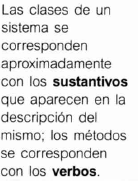 Las clases de un
sistema se
corresponden
aproximadamente
con los sustantivos
que aparecen en la
descripción del
mismo; los métodos
se corresponden
con los verbos.